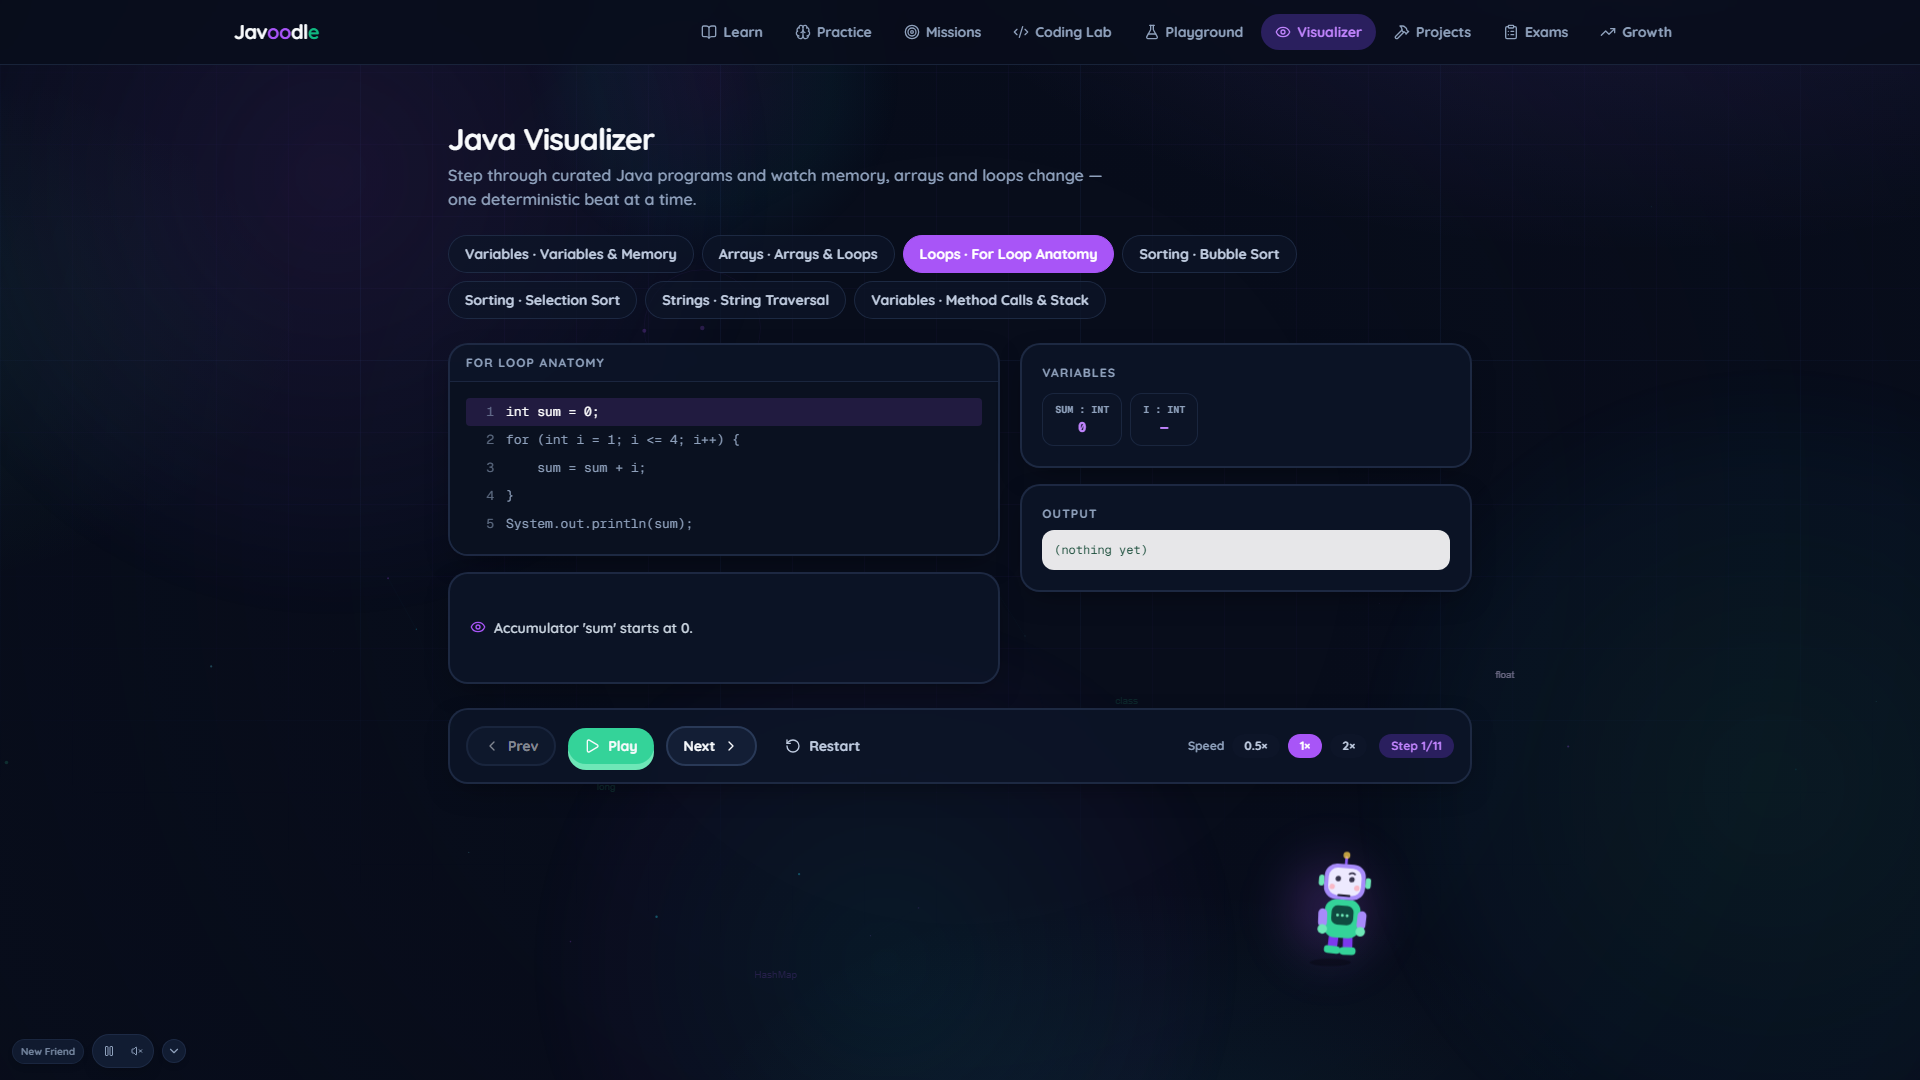 Javoodle
Learn
Practice
Missions
Coding Lab
Playground
Visualizer
Projects
Exams
Growth
Java Visualizer
Step through curated Java programs and watch memory, arrays and loops change —
one deterministic beat at a time.
Variables · Variables & Memory
Arrays · Arrays & Loops
Loops · For Loop Anatomy
Sorting · Bubble Sort
Sorting · Selection Sort
Strings · String Traversal
Variables · Method Calls & Stack
FOR LOOP ANATOMY
1 int sum = 0;
2 for (int i = 1; i <= 4; i++) {
3     sum = sum + i;
4 }
5 System.out.println(sum);
VARIABLES
SUM : INT
0
I : INT
—
OUTPUT
(nothing yet)
Accumulator 'sum' starts at 0.
float
class
Prev
Play
Next
Restart
Speed
0.5×
1×
2×
Step 1/11
long
HashMap
New Friend